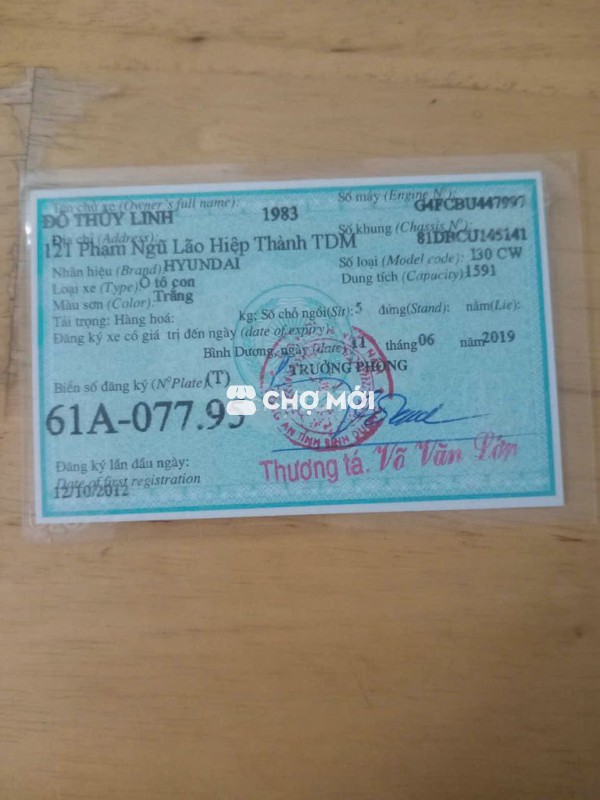 Tên chủ xe (Owner's full name):
ĐỖ THÙY LINH 1983
Địa chỉ (Address):
121 Phạm Ngũ Lão Hiệp Thành TDM
Nhãn hiệu (Brand) HYUNDAI
Loại xe (Type) Ô tô con
Màu sơn (Color): Trắng
Số máy (Engine N°):
G4FCBU447997
Số khung (Chassis N°):
81DBCU145141
Số loại (Model code): I30 CW
Dung tích (Capacity) 1591
Tải trọng: Hàng hoá: kg; Số chỗ ngồi(Sit): 5 đứng(Stand): nằm(Lie):
Đăng ký xe có giá trị đến ngày (date of expiry):
Bình Dương, ngày (date) 11 tháng 06 năm 2019
TRƯỞNG PHÒNG
Biển số đăng ký (N°Plate) (T)
61A-077.95
CHỢ MỚI
Đăng ký lần đầu ngày:
Date of first registration
12/10/2012
Thượng tá. Võ Văn Lớn